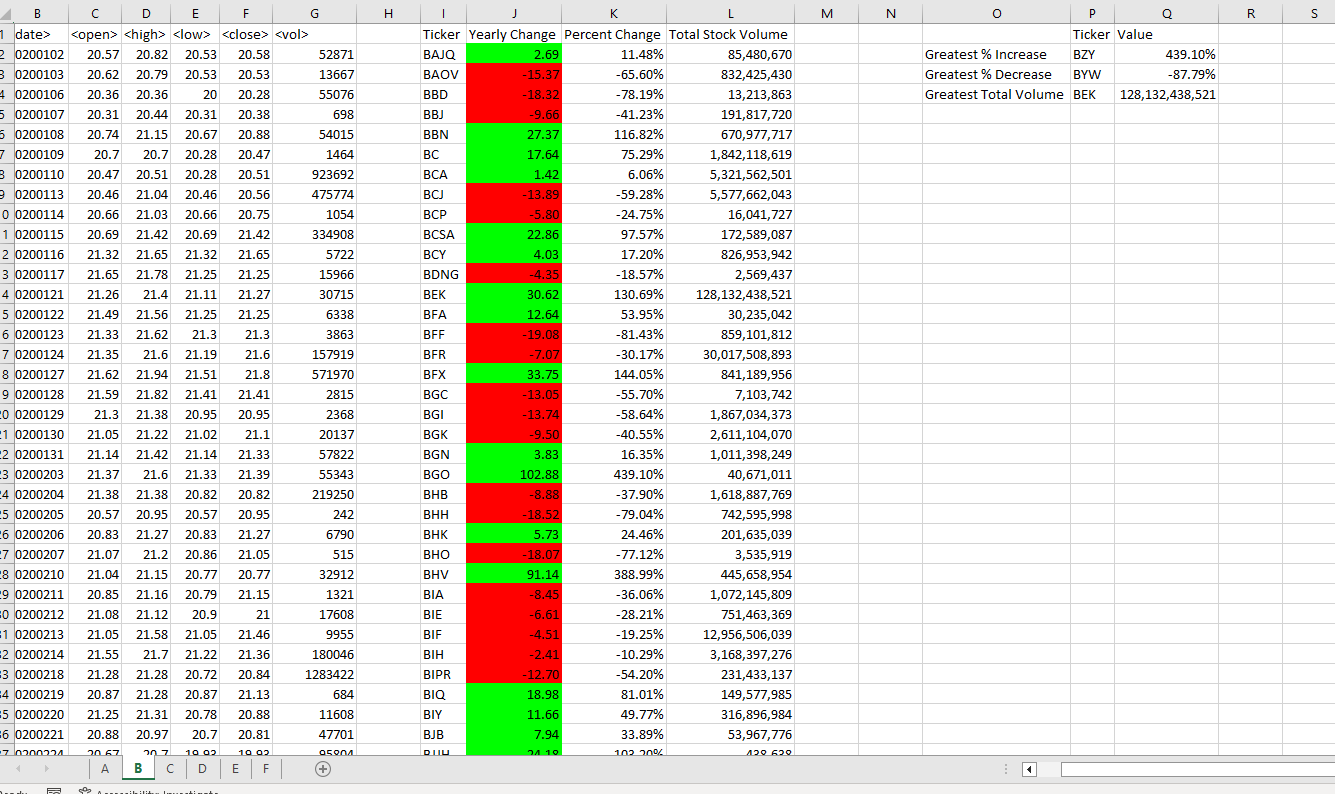 B C D E F G H I J K L M N O P Q R S
1 date> <open> <high> <low> <close> <vol> Ticker Yearly Change Percent Change Total Stock Volume Ticker Value
2 0200102 20.57 20.82 20.53 20.58 52871 BAJQ 2.69 11.48% 85,480,670 Greatest % Increase BZY 439.10%
3 0200103 20.62 20.79 20.53 20.53 13667 BAOV -15.37 -65.60% 832,425,430 Greatest % Decrease BYW -87.79%
4 0200106 20.36 20.36 20 20.28 55076 BBD -18.32 -78.19% 13,213,863 Greatest Total Volume BEK 128,132,438,521
5 0200107 20.31 20.44 20.31 20.38 698 BBJ -9.66 -41.23% 191,817,720
6 0200108 20.74 21.15 20.67 20.88 54015 BBN 27.37 116.82% 670,977,717
7 0200109 20.7 20.7 20.28 20.47 1464 BC 17.64 75.29% 1,842,118,619
8 0200110 20.47 20.51 20.28 20.51 923692 BCA 1.42 6.06% 5,321,562,501
9 0200113 20.46 21.04 20.46 20.56 475774 BCJ -13.89 -59.28% 5,577,662,043
0 0200114 20.66 21.03 20.66 20.75 1054 BCP -5.80 -24.75% 16,041,727
1 0200115 20.69 21.42 20.69 21.42 334908 BCSA 22.86 97.57% 172,589,087
2 0200116 21.32 21.65 21.32 21.65 5722 BCY 4.03 17.20% 826,953,942
3 0200117 21.65 21.78 21.25 21.25 15966 BDNG -4.35 -18.57% 2,569,437
4 0200121 21.26 21.4 21.11 21.27 30715 BEK 30.62 130.69% 128,132,438,521
5 0200122 21.49 21.56 21.25 21.25 6338 BFA 12.64 53.95% 30,235,042
6 0200123 21.33 21.62 21.3 21.3 3863 BFF -19.08 -81.43% 859,101,812
7 0200124 21.35 21.6 21.19 21.6 157919 BFR -7.07 -30.17% 30,017,508,893
8 0200127 21.62 21.94 21.51 21.8 571970 BFX 33.75 144.05% 841,189,956
9 0200128 21.59 21.82 21.41 21.41 2815 BGC -13.05 -55.70% 7,103,742
20 0200129 21.3 21.38 20.95 20.95 2368 BGI -13.74 -58.64% 1,867,034,373
21 0200130 21.05 21.22 21.02 21.1 20137 BGK -9.50 -40.55% 2,611,104,070
22 0200131 21.14 21.42 21.14 21.33 57822 BGN 3.83 16.35% 1,011,398,249
23 0200203 21.37 21.6 21.33 21.39 55343 BGO 102.88 439.10% 40,671,011
24 0200204 21.38 21.38 20.82 20.82 219250 BHB -8.88 -37.90% 1,618,887,769
25 0200205 20.57 20.95 20.57 20.95 242 BHH -18.52 -79.04% 742,595,998
26 0200206 20.83 21.27 20.83 21.27 6790 BHK 5.73 24.46% 201,635,039
27 0200207 21.07 21.2 20.86 21.05 515 BHO -18.07 -77.12% 3,535,919
28 0200210 21.04 21.15 20.77 20.77 32912 BHV 91.14 388.99% 445,658,954
29 0200211 20.85 21.16 20.79 21.15 1321 BIA -8.45 -36.06% 1,072,145,809
30 0200212 21.08 21.12 20.9 21 17608 BIE -6.61 -28.21% 751,463,369
31 0200213 21.05 21.58 21.05 21.46 9955 BIF -4.51 -19.25% 12,956,506,039
32 0200214 21.55 21.7 21.22 21.36 180046 BIH -2.41 -10.29% 3,168,397,276
33 0200218 21.28 21.28 20.72 20.84 1283422 BIPR -12.70 -54.20% 231,433,137
34 0200219 20.87 21.28 20.87 21.13 684 BIQ 18.98 81.01% 149,577,985
35 0200220 21.25 21.31 20.78 20.88 11608 BIY 11.66 49.77% 316,896,984
36 0200221 20.88 20.97 20.7 20.81 47701 BJB 7.94 33.89% 53,967,776
37 0200224 20.67 20.7 19.93 19.93 95804 24.18 103.20% 438,638
A B C D E F
Accessibility: Investigate